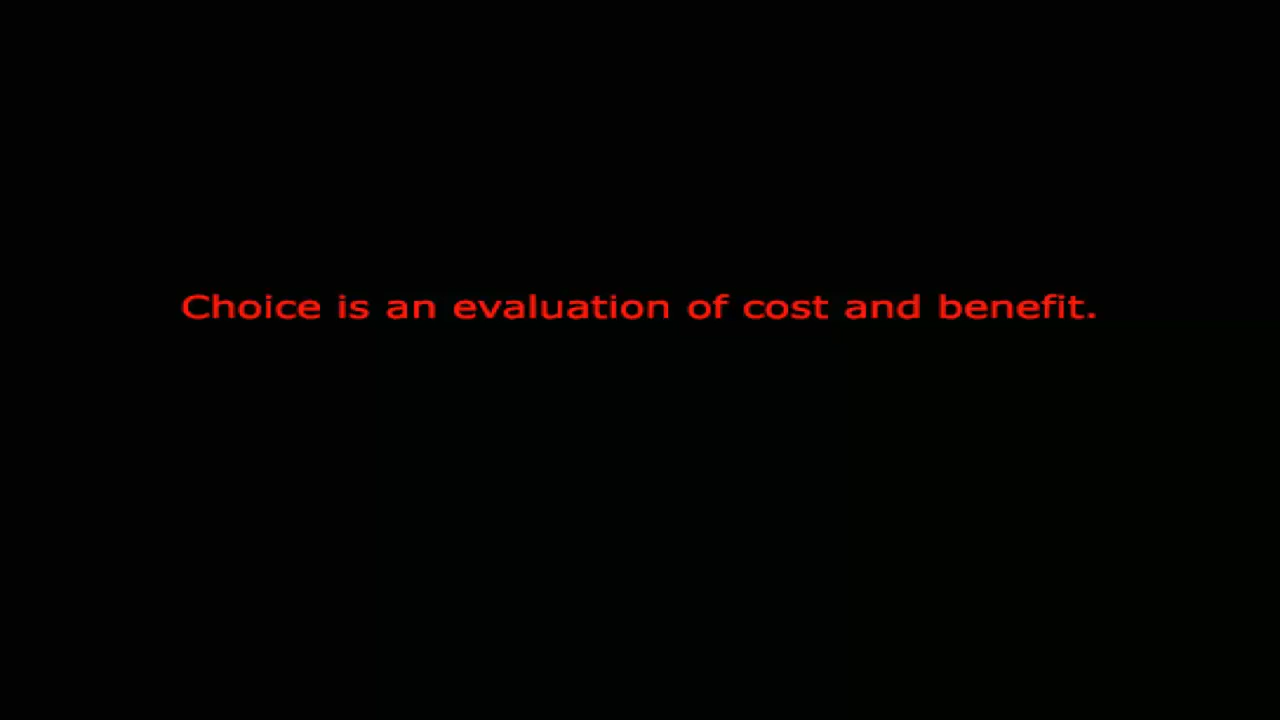 Choice is an evaluation of cost and benefit.